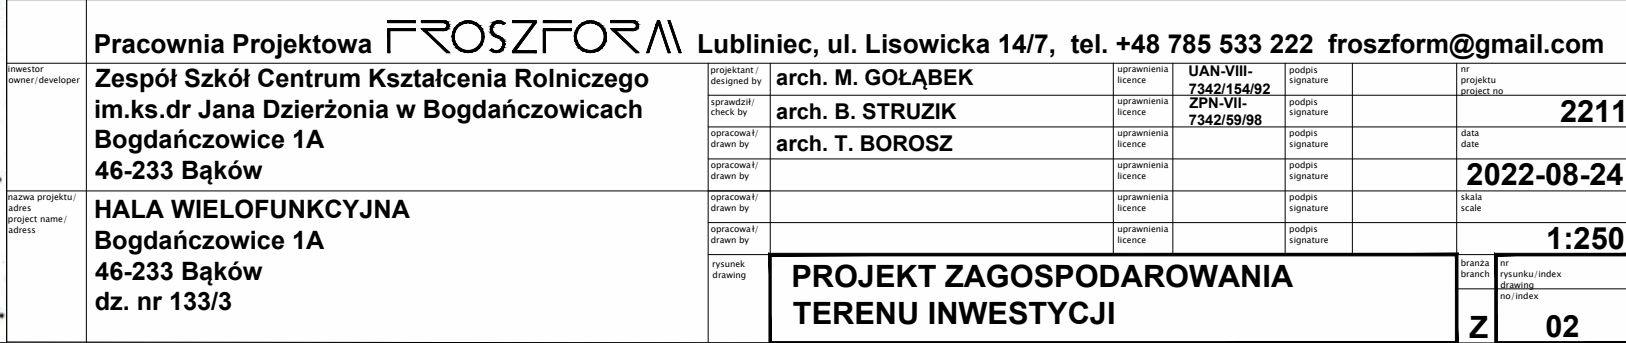 Pracownia Projektowa FROSZFORM Lubliniec, ul. Lisowicka 14/7, tel. +48 785 533 222 froszform@gmail.com
inwestor
owner/developer
Zespół Szkół Centrum Kształcenia Rolniczego
im.ks.dr Jana Dzierżonia w Bogdańczowicach
Bogdańczowice 1A
46-233 Bąków
nazwa projektu/
adres
project name/
adress
HALA WIELOFUNKCYJNA
Bogdańczowice 1A
46-233 Bąków
dz. nr 133/3
projektant/
designed by
arch. M. GOŁĄBEK
uprawnienia
licence
UAN-VIII-
7342/154/92
podpis
signature
sprawdził/
check by
arch. B. STRUZIK
uprawnienia
licence
ZPN-VII-
7342/59/98
podpis
signature
opracował/
drawn by
arch. T. BOROSZ
uprawnienia
licence
podpis
signature
opracował/
drawn by
uprawnienia
licence
podpis
signature
opracował/
drawn by
uprawnienia
licence
podpis
signature
opracował/
drawn by
uprawnienia
licence
podpis
signature
nr
projektu
project no
2211
data
date
2022-08-24
skala
scale
1:250
rysunek
drawing
PROJEKT ZAGOSPODAROWANIA
TERENU INWESTYCJI
branża
branch
Z
nr
rysunku/index
drawing
no/index
02